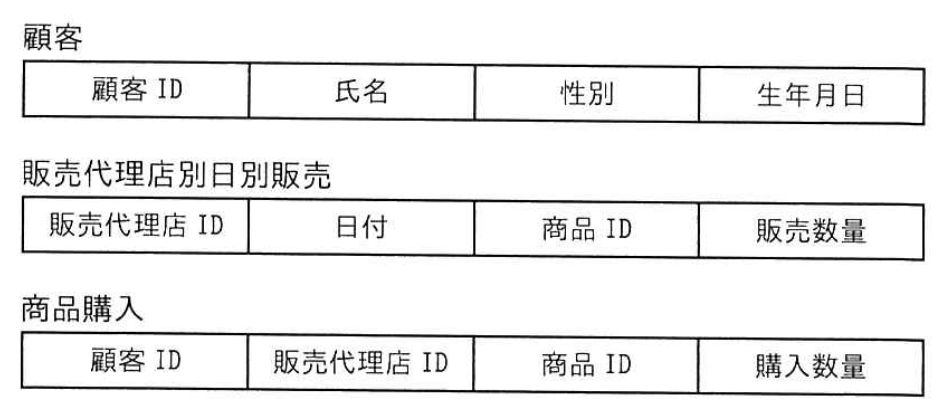 顧客
顧客 ID 氏名 性別 生年月日
販売代理店別日別販売
販売代理店 ID 日付 商品 ID 販売数量
商品購入
顧客 ID 販売代理店 ID 商品 ID 購入数量